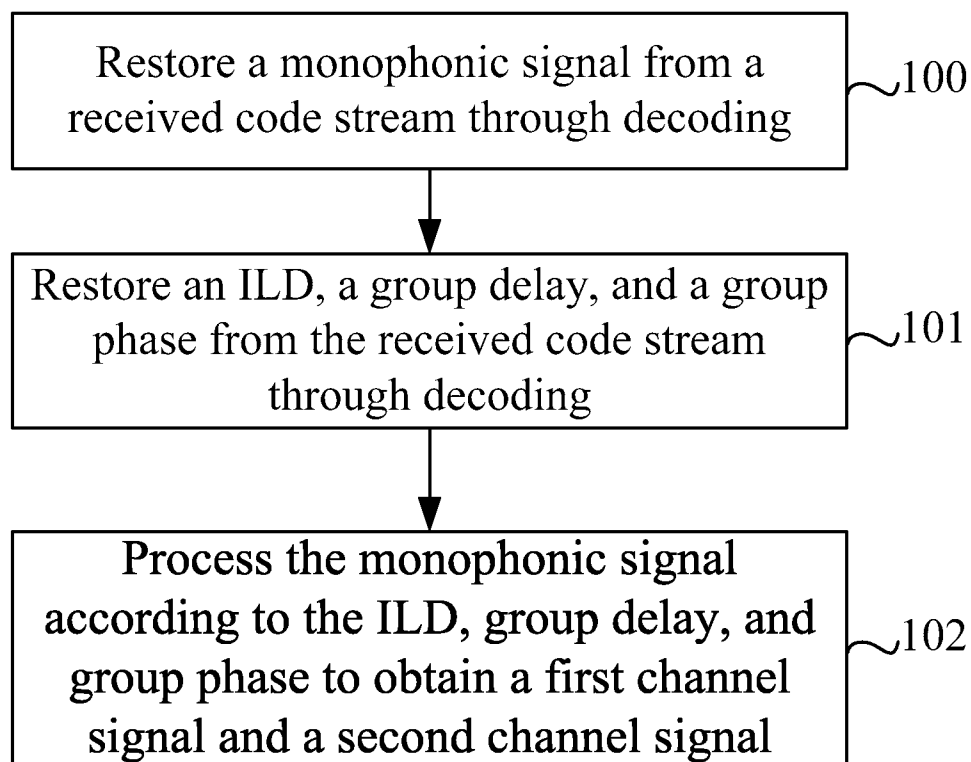 Restore a monophonic signal from a
received code stream through decoding
100
Restore an ILD, a group delay, and a group
phase from the received code stream
through decoding
101
Process the monophonic signal
according to the ILD, group delay, and
group phase to obtain a first channel
signal and a second channel signal
102